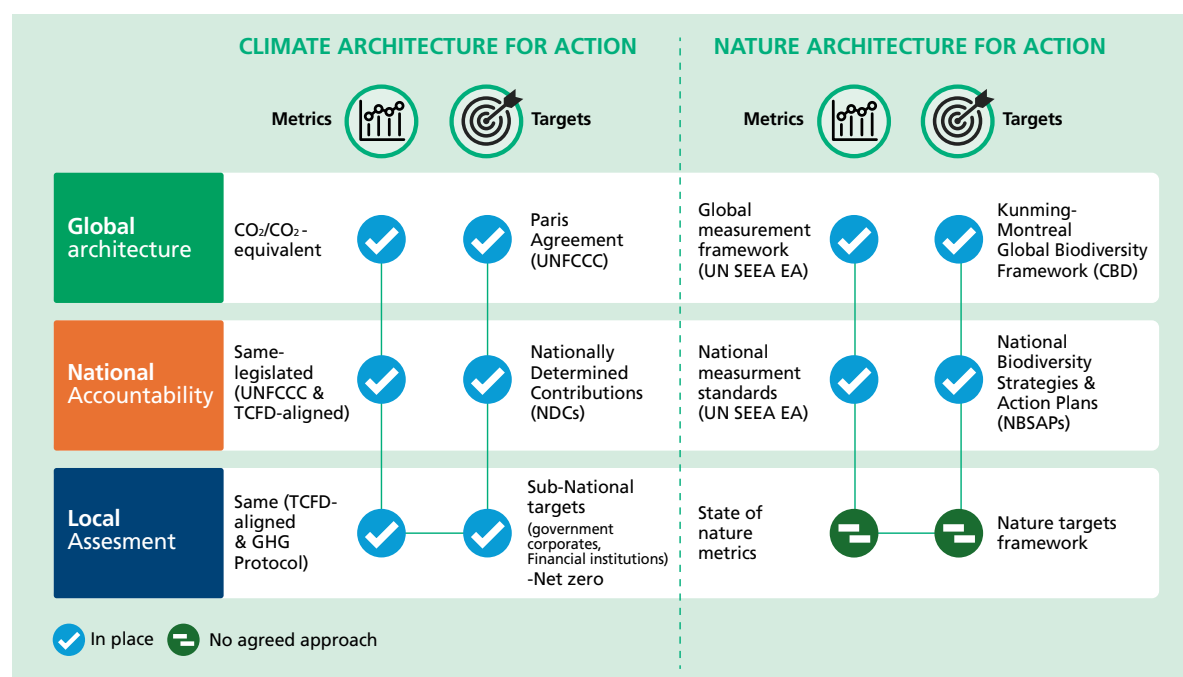 CLIMATE ARCHITECTURE FOR ACTION
NATURE ARCHITECTURE FOR ACTION
Metrics
Targets
Metrics
Targets
Global
architecture
CO₂/CO₂-
equivalent
Paris
Agreement
(UNFCCC)
Global
measurement
framework
(UN SEEA EA)
Kunming-
Montreal
Global Biodiversity
Framework (CBD)
National
Accountability
Same-
legislated
(UNFCCC &
TCFD-aligned)
Nationally
Determined
Contributions
(NDCs)
National
measurment
standards
(UN SEEA EA)
National
Biodiversity
Strategies &
Action Plans
(NBSAPs)
Local
Assesment
Same (TCFD-
aligned
& GHG
Protocol)
Sub-National
targets
(government
corporates,
Financial institutions)
-Net zero
State of
nature
metrics
Nature targets
framework
In place
No agreed approach